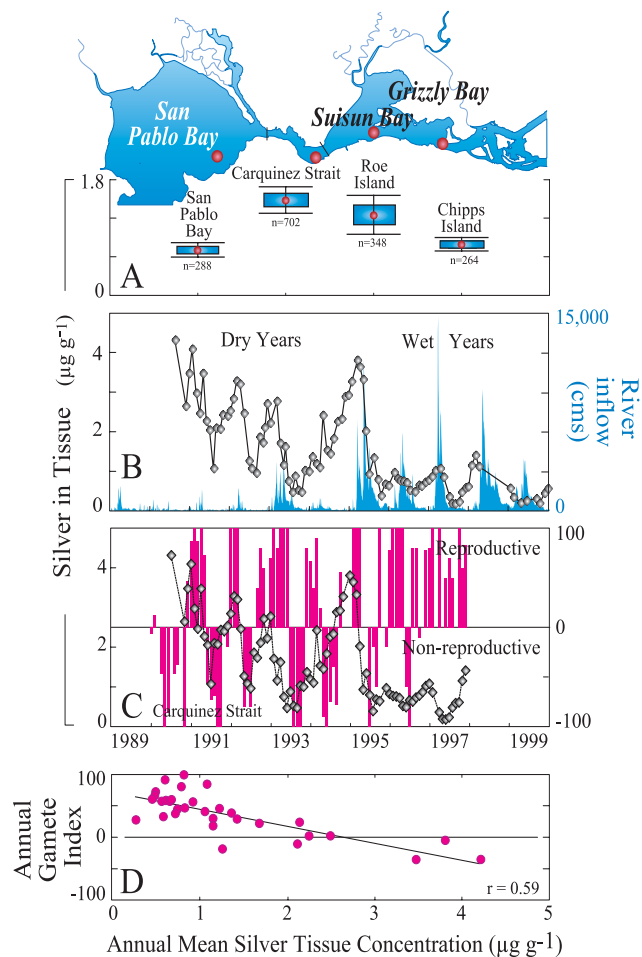 San
Pablo Bay
Grizzly Bay
Suisun Bay
1.8
0
San
Pablo
Bay
n=288
Carquinez Strait
n=702
Roe
Island
n=348
Chipps
Island
n=264
A
Silver in Tissue (µg g-1)
4
2
0
Dry Years
Wet Years
15,000
0
River
inflow
(cms)
B
4
2
0
Reproductive
Non-reproductive
100
0
-100
C
Carquinez Strait
1989 1991 1993 1995 1997 1999
Annual
Gamete
Index
100
0
-100
D
r = 0.59
0 1 2 3 4 5
Annual Mean Silver Tissue Concentration (µg g-1)